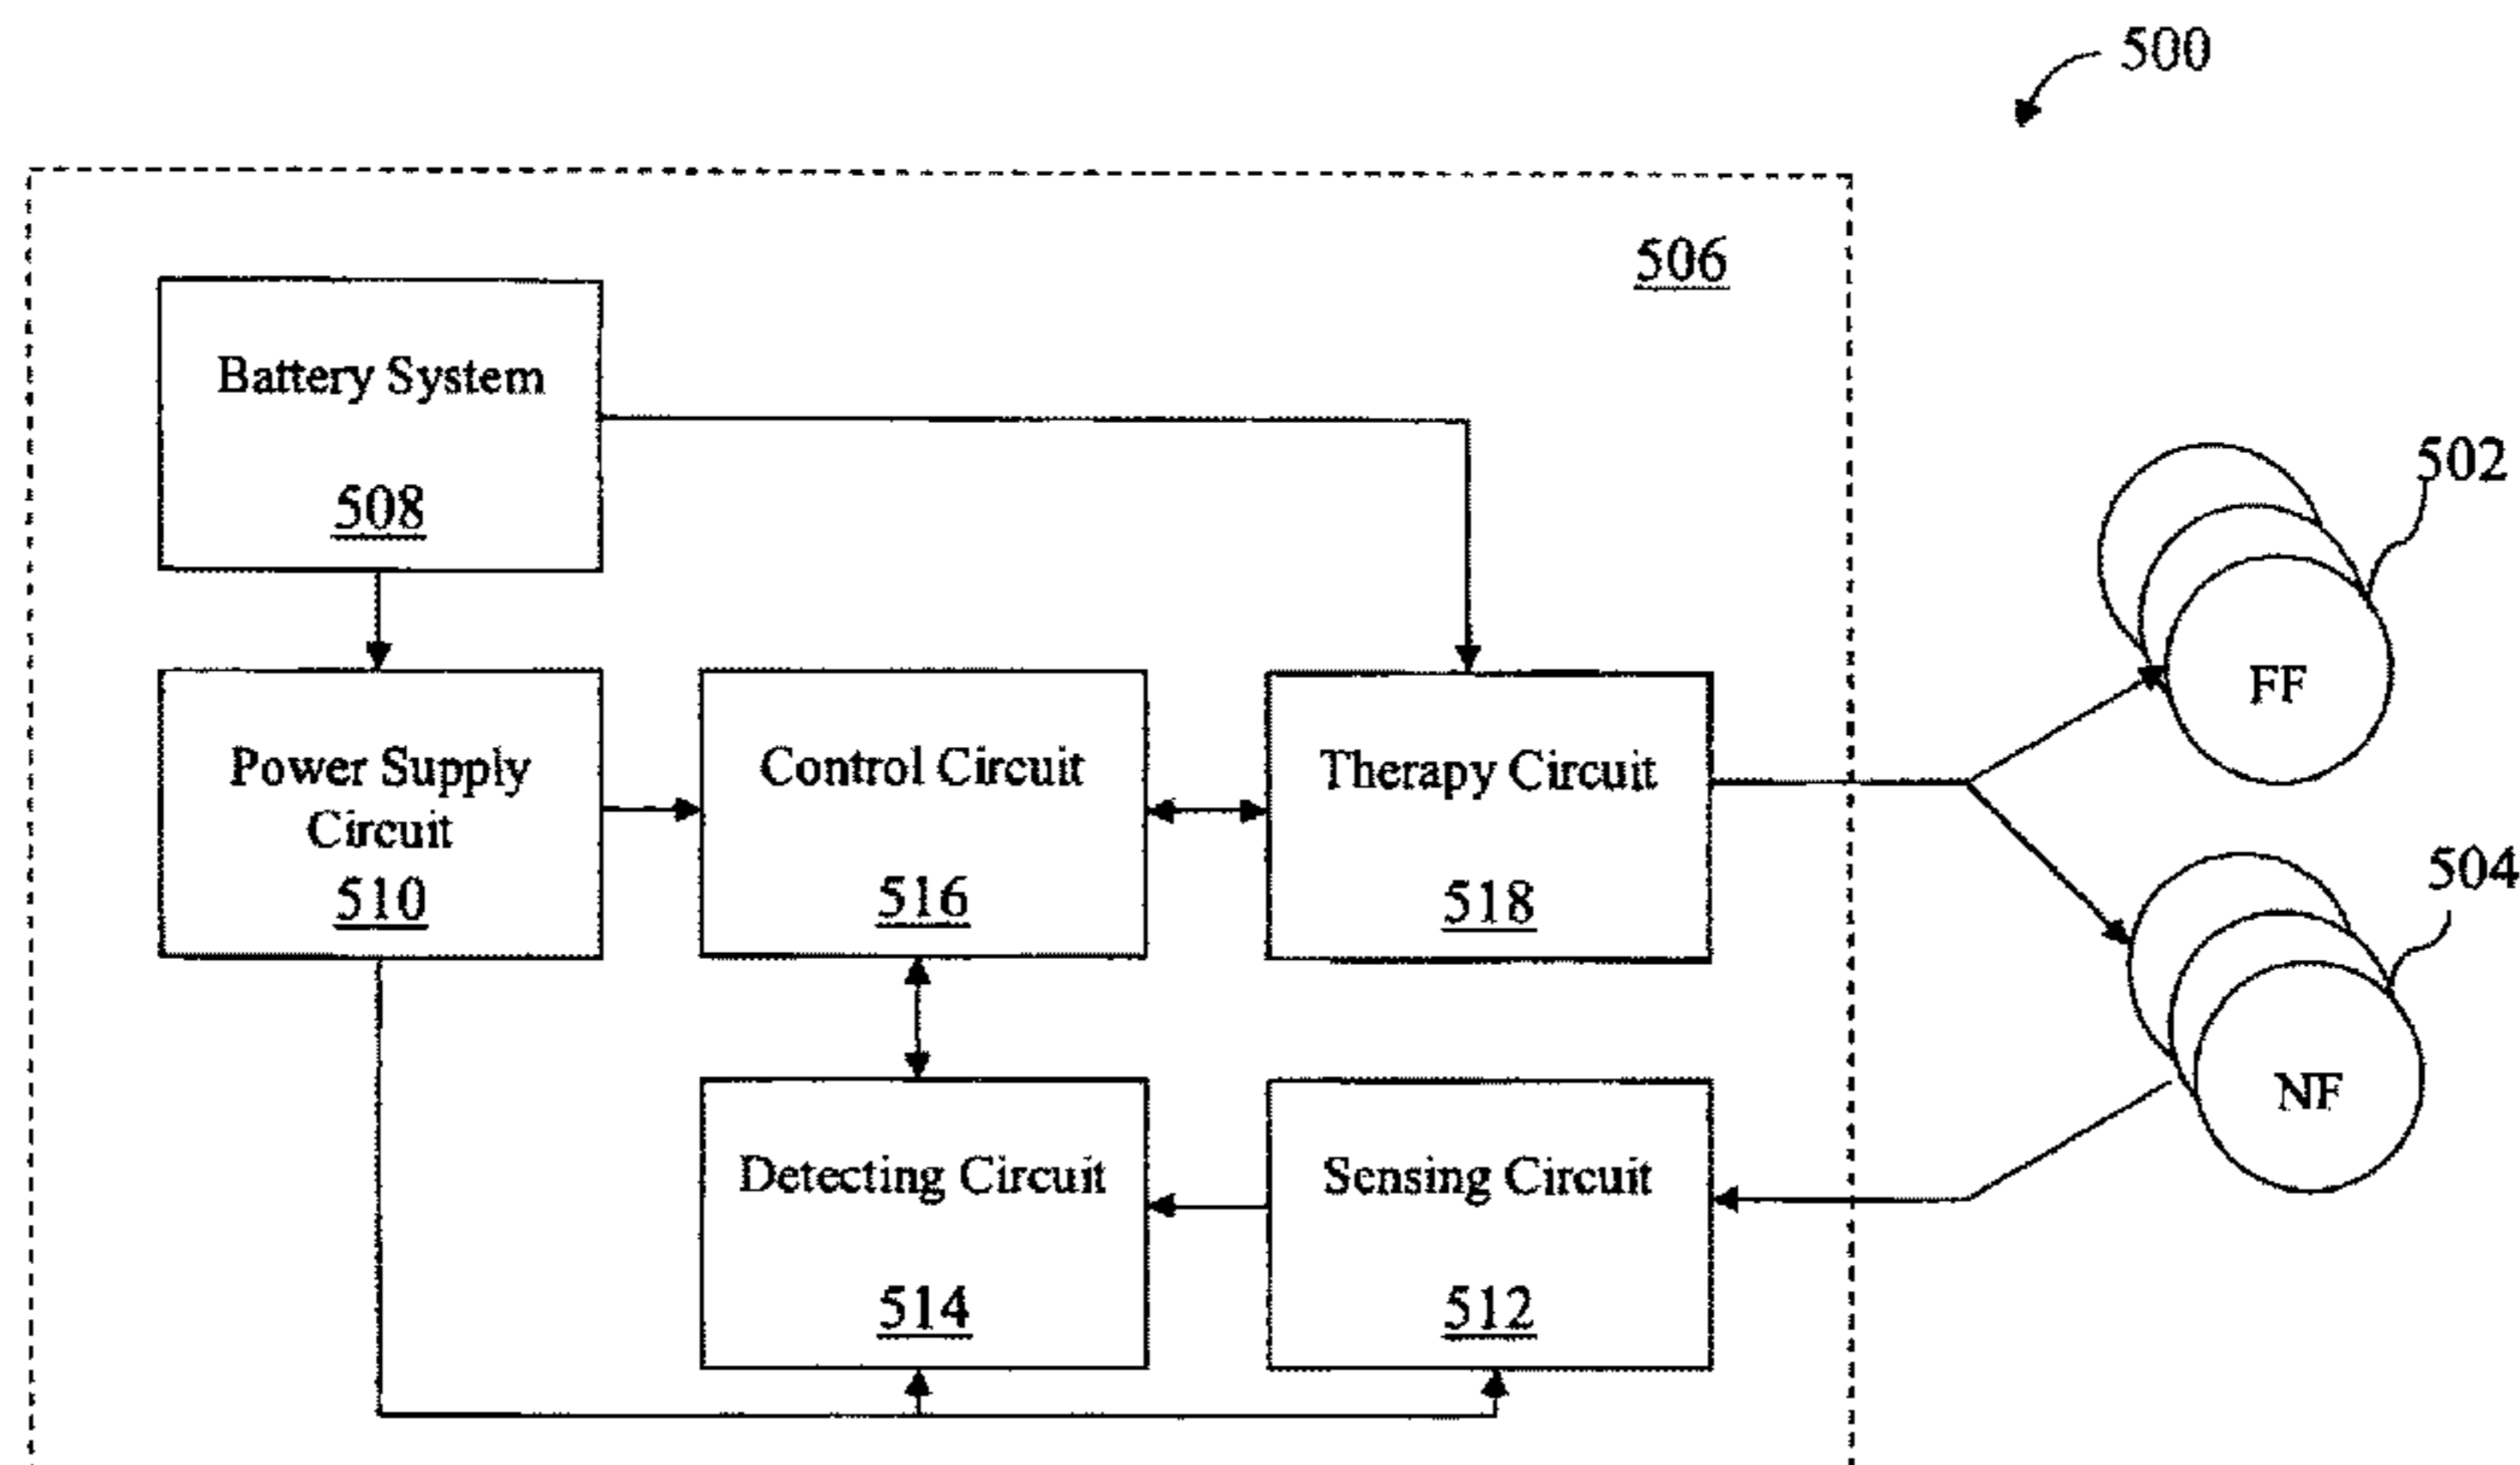 500
506
Battery System
508
502
FF
Power Supply
Circuit
510
Control Circuit
516
Therapy Circuit
518
504
NF
Detecting Circuit
514
Sensing Circuit
512